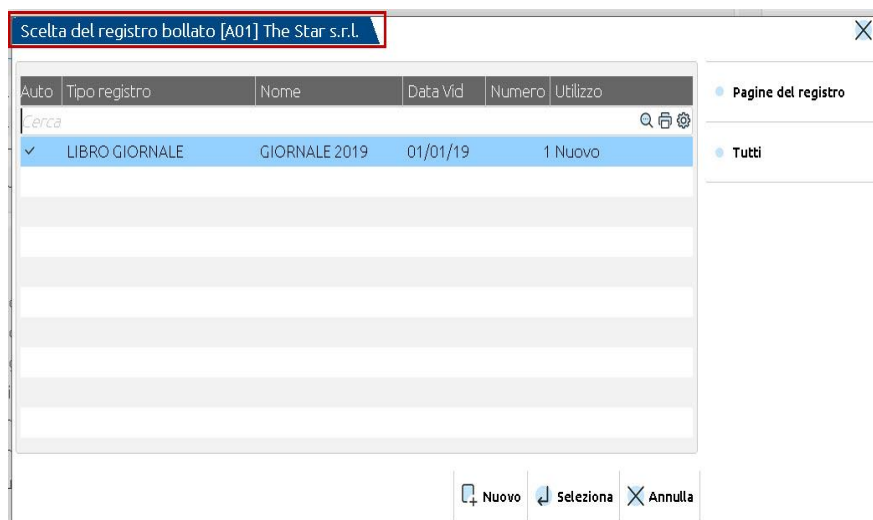 Scelta del registro bollato [A01] The Star s.r.l.
Auto Tipo registro Nome Data Vid Numero Utilizzo
Cerca
LIBRO GIORNALE GIORNALE 2019 01/01/19 1 Nuovo
Pagine del registro
Tutti
Nuovo Seleziona Annulla